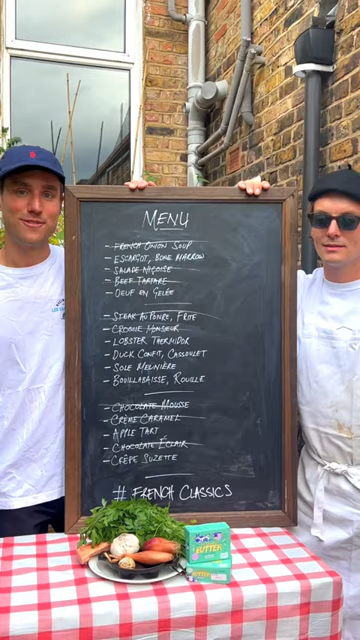 MENU
- FRENCH ONION SOUP
- ESCARGOT, BONE MARROW
- SALADE NIÇOISE
- BEEF TARTARE
- OEUF EN GELÉE
- STEAK AU POIVRE, FRITE
- CROQUE MONSIEUR
- LOBSTER THERMIDOR
- DUCK CONFIT, CASSOULET
- SOLE MEUNIÈRE
- BOUILLABAISSE, ROUILLE
- CHOCOLATE MOUSSE
- CRÈME CARAMEL
- APPLE TART
- CHOCOLATE ÉCLAIR
- CRÊPE SUZETTE
# FRENCH CLASSICS
BUTTER